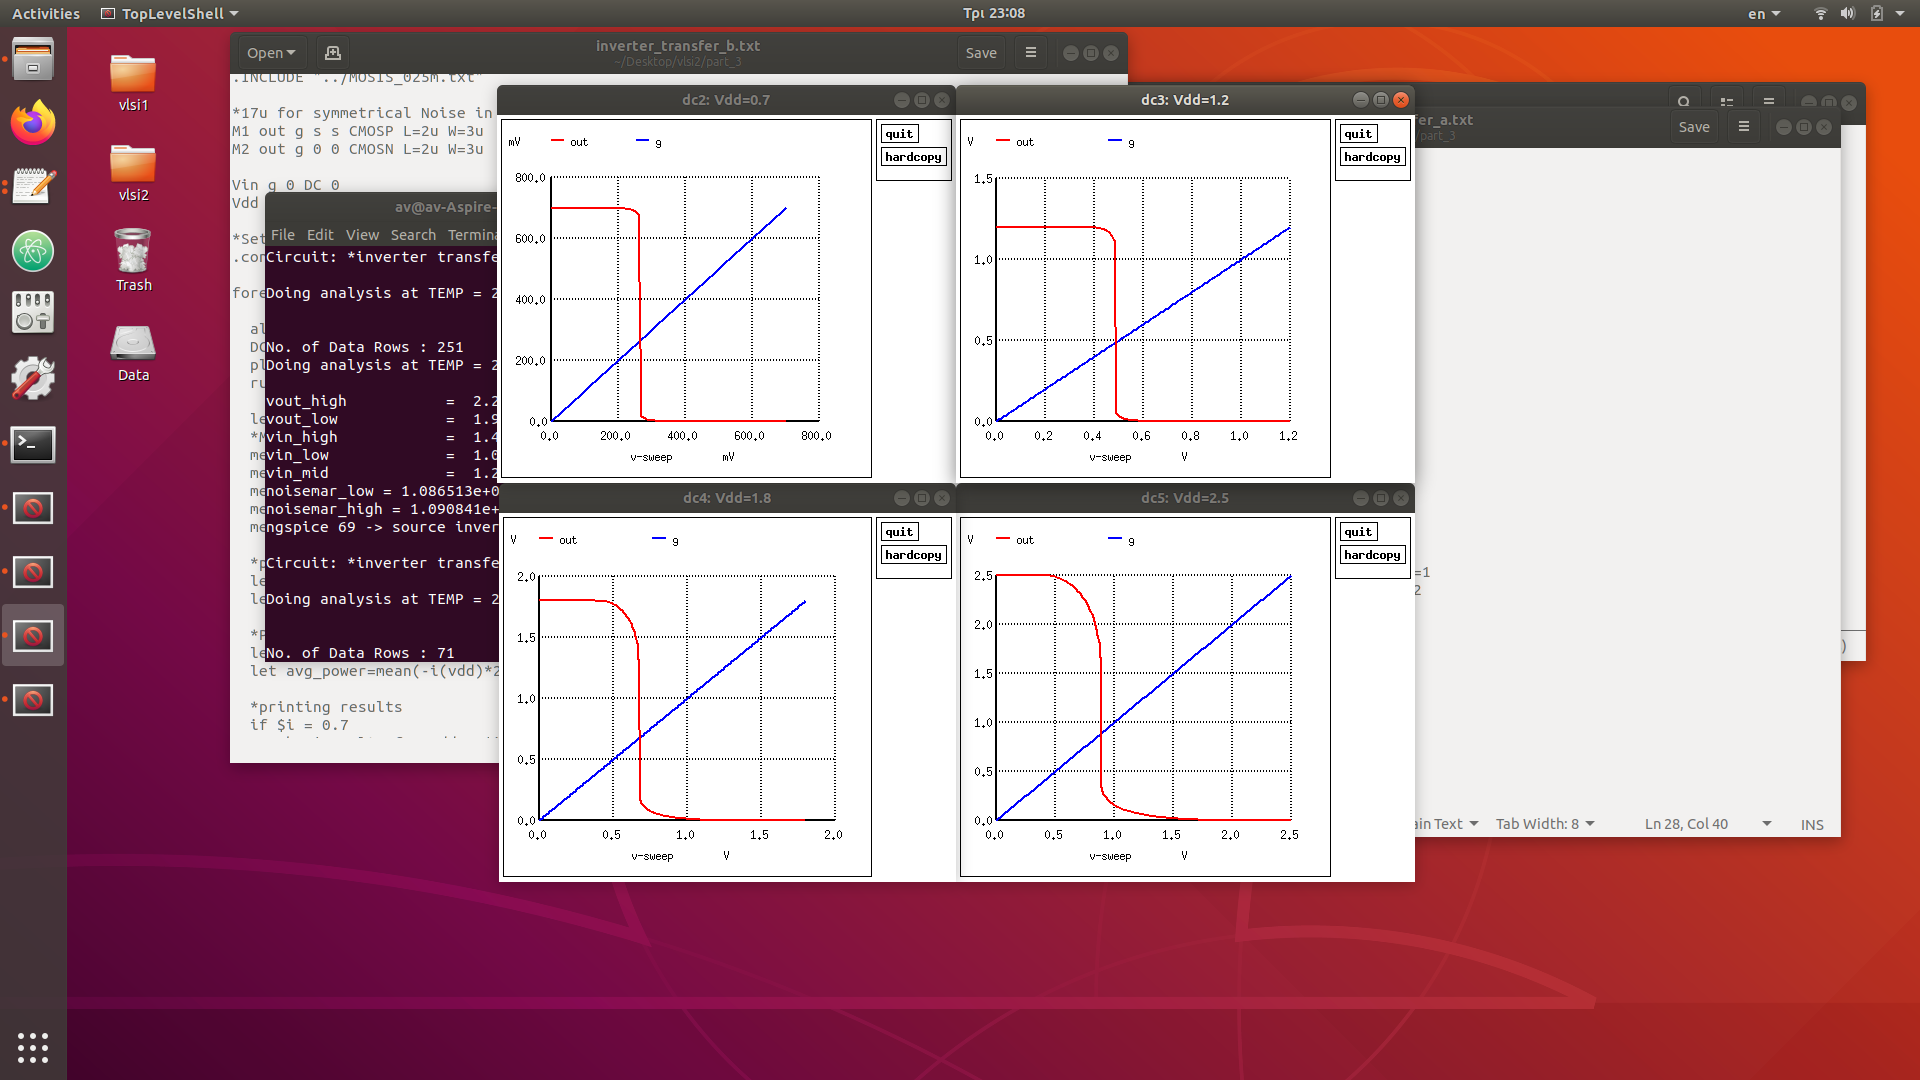 Activities
TopLevelShell
Τρι 23:08
en
vlsi1
vlsi2
Trash
Data
Open
inverter_transfer_b.txt
~/Desktop/vlsi2/part_3
Save
.INCLUDE "../MOSIS_025M.txt"
*17u for symmetrical Noise in
M1 out g s s CMOSP L=2u W=3u
M2 out g 0 0 CMOSN L=2u W=3u
Vin g 0 DC 0
Vdd
*Set
.con
fore
al
DC
pl
ru
le
*M
me
me
me
me
me
me
*p
le
le
*P
le
let avg_power=mean(-i(vdd)*2
*printing results
if $i = 0.7
av@av-Aspire-
File Edit View Search Termina
Circuit: *inverter transfe
Doing analysis at TEMP = 2
No. of Data Rows : 251
Doing analysis at TEMP = 2
vout_high = 2.2
vout_low = 1.9
vin_high = 1.4
vin_low = 1.0
vin_mid = 1.2
noisemar_low = 1.086513e+0
noisemar_high = 1.090841e+
ngspice 69 -> source inver
Circuit: *inverter transfe
Doing analysis at TEMP = 2
No. of Data Rows : 71
dc2: Vdd=0.7
mV out g
quit
hardcopy
800.0
600.0
400.0
200.0
0.0
0.0 200.0 400.0 600.0 800.0
v-sweep mV
dc3: Vdd=1.2
V out g
quit
hardcopy
1.5
1.0
0.5
0.0
0.0 0.2 0.4 0.6 0.8 1.0 1.2
v-sweep V
dc4: Vdd=1.8
V out g
quit
hardcopy
2.0
1.5
1.0
0.5
0.0
0.0 0.5 1.0 1.5 2.0
v-sweep V
dc5: Vdd=2.5
V out g
quit
hardcopy
2.5
2.0
1.5
1.0
0.5
0.0
0.0 0.5 1.0 1.5 2.0 2.5
v-sweep V
fer_a.txt
part_3
Save
=1
2
)
ain Text
Tab Width: 8
Ln 28, Col 40
INS